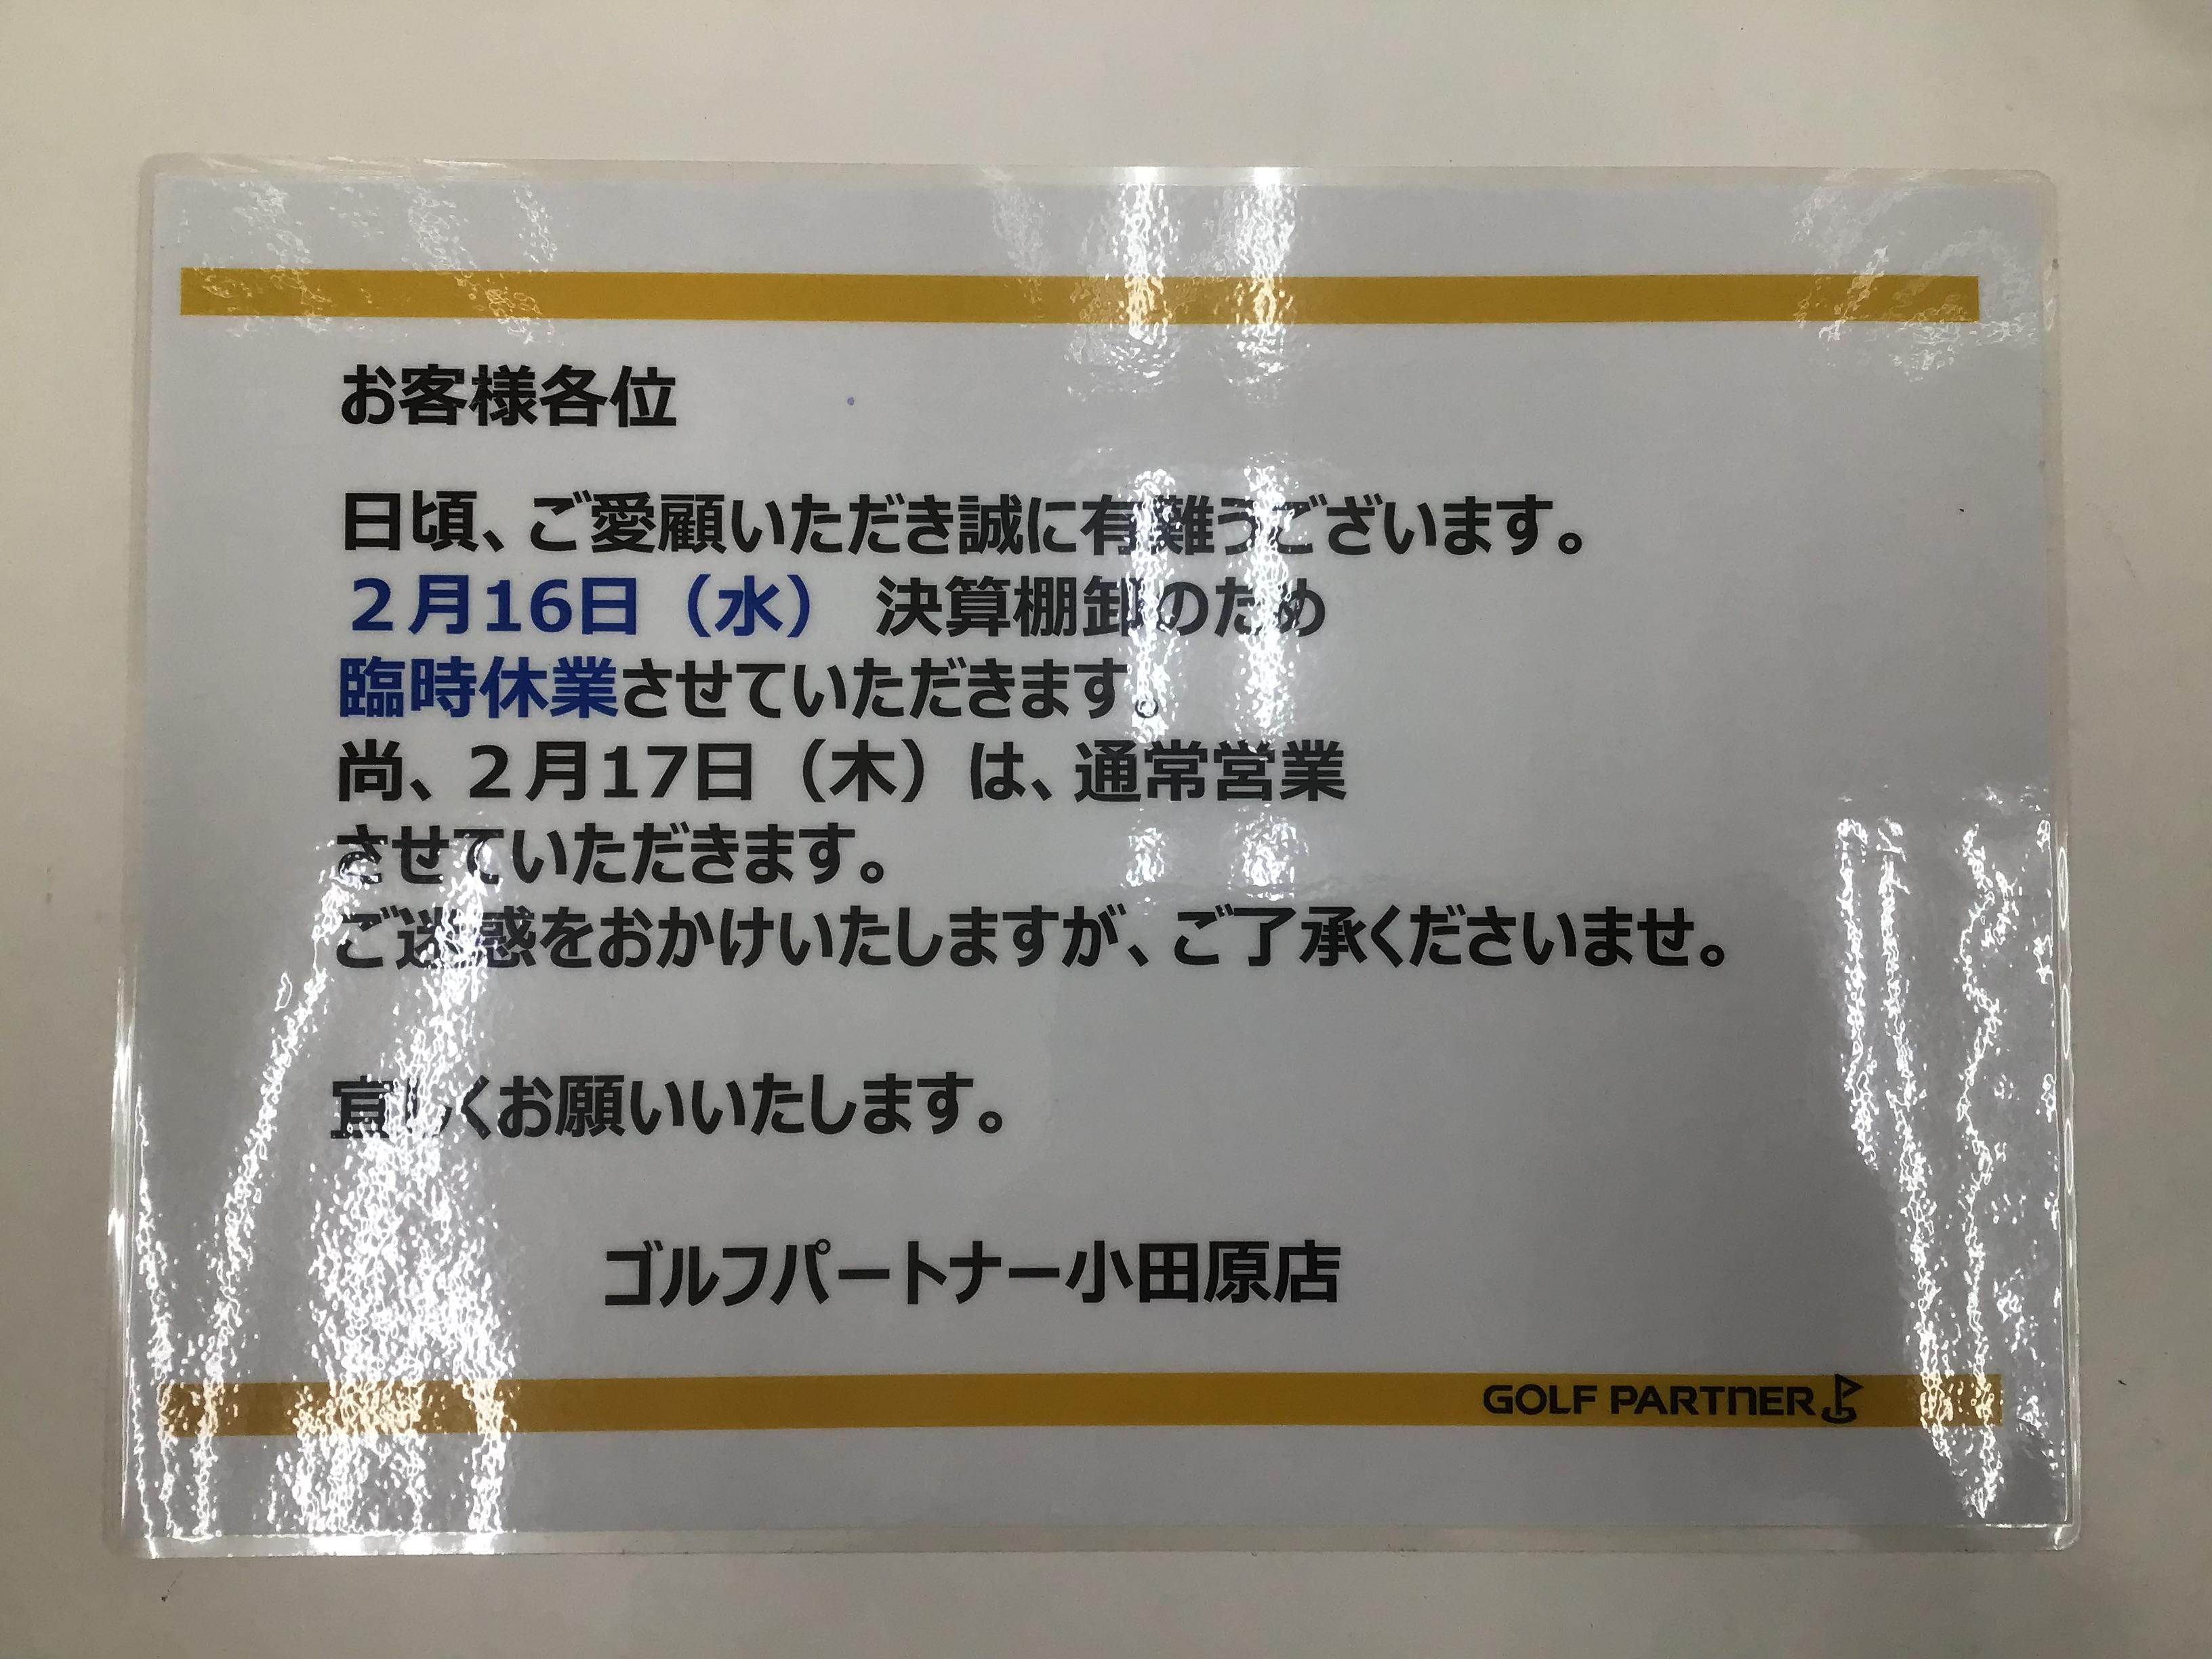 お客様各位
日頃、ご愛顧いただき誠に有難うございます。
２月16日（水）　決算棚卸のため
臨時休業させていただきます。
尚、２月17日（木）は、通常営業
させていただきます。
ご迷惑をおかけいたしますが、ご了承くださいませ。
宜しくお願いいたします。
ゴルフパートナー小田原店
GOLF PARTNER